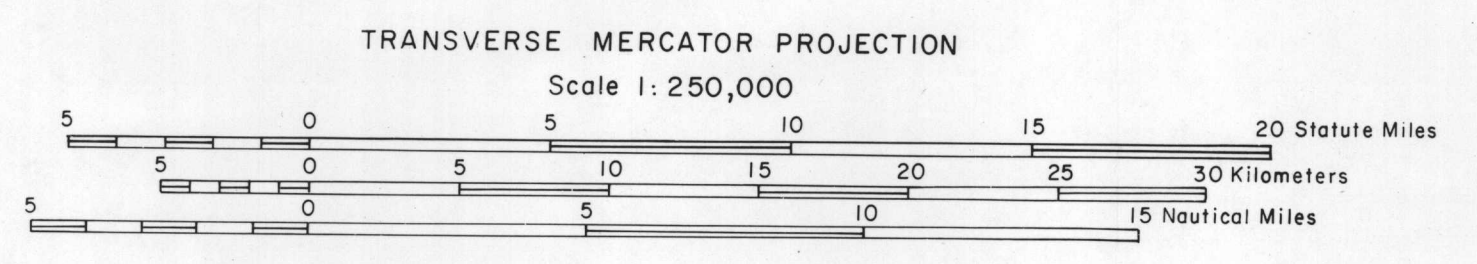 TRANSVERSE MERCATOR PROJECTION
Scale 1:250,000
5 0 5 10 15 20 Statute Miles
5 0 5 10 15 20 25 30 Kilometers
5 0 5 10 15 Nautical Miles